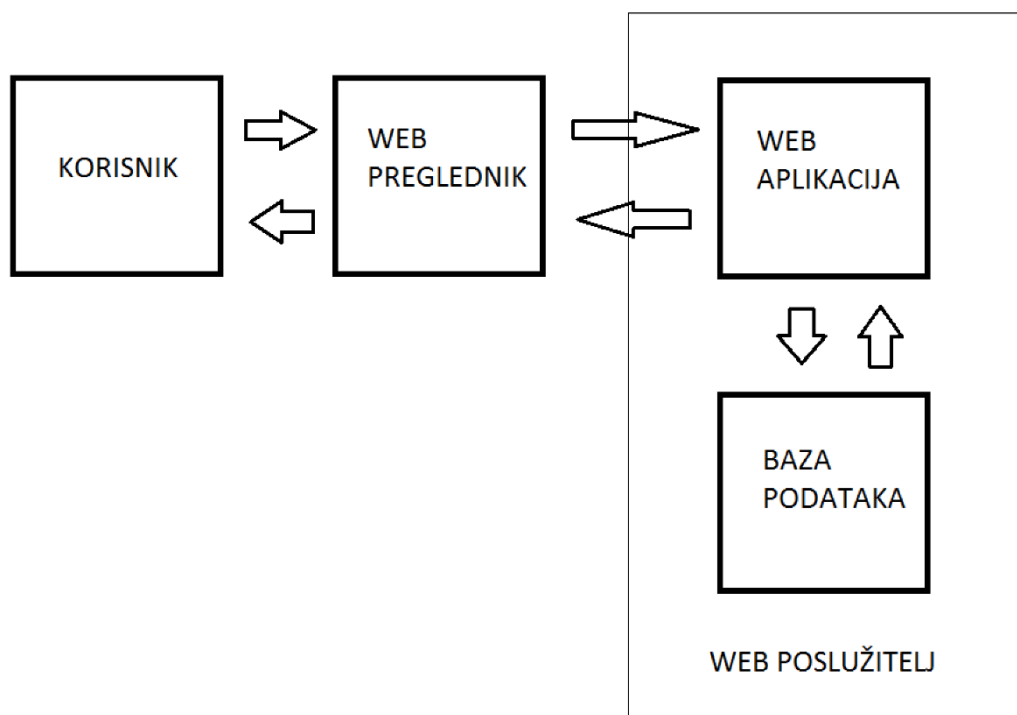 KORISNIK
WEB
PREGLEDNIK
WEB
APLIKACIJA
BAZA
PODATAKA
WEB POSLUŽITELJ